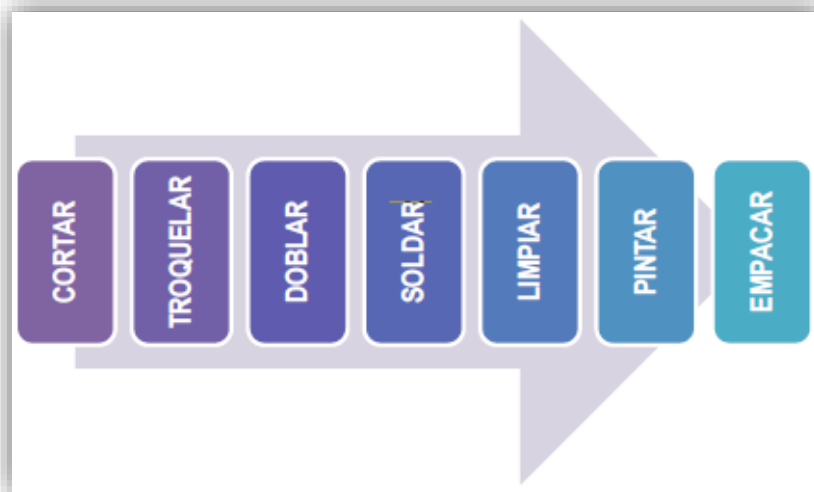 CORTAR
TROQUELAR
DOBLAR
SOLDAR
LIMPIAR
PINTAR
EMPACAR